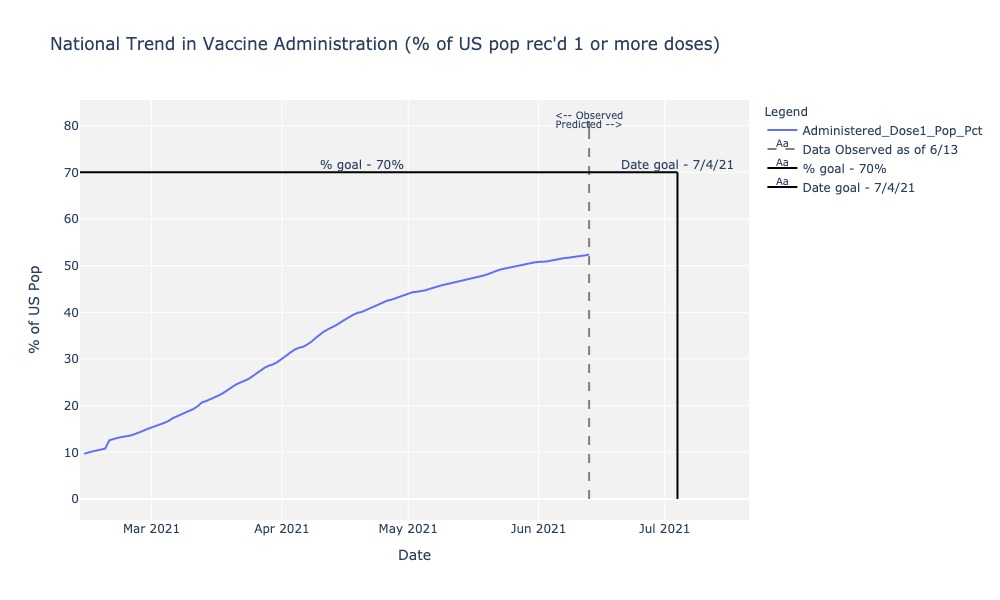 National Trend in Vaccine Administration (% of US pop rec'd 1 or more doses)
<-- Observed
Predicted -->
% goal - 70%
Date goal - 7/4/21
80
70
60
50
40
30
20
10
0
% of US Pop
Mar 2021
Apr 2021
May 2021
Jun 2021
Jul 2021
Date
Legend
Administered_Dose1_Pop_Pct
Aa
Data Observed as of 6/13
Aa
% goal - 70%
Aa
Date goal - 7/4/21